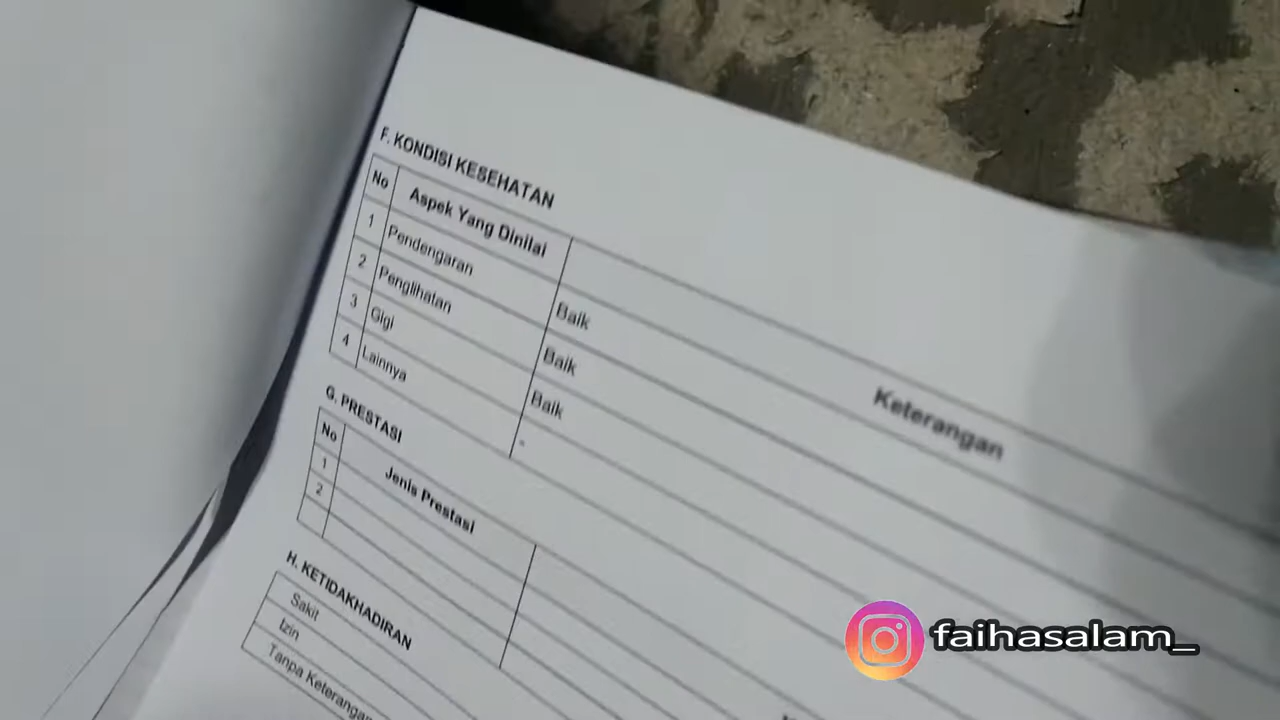 F. KONDISI KESEHATAN
No Aspek Yang Dinilai Keterangan
1 Pendengaran Baik
2 Penglihatan Baik
3 Gigi Baik
4 Lainnya -
G. PRESTASI
No Jenis Prestasi
1
2
H. KETIDAKHADIRAN
Sakit
Izin
Tanpa Keterangan
faihasalam_